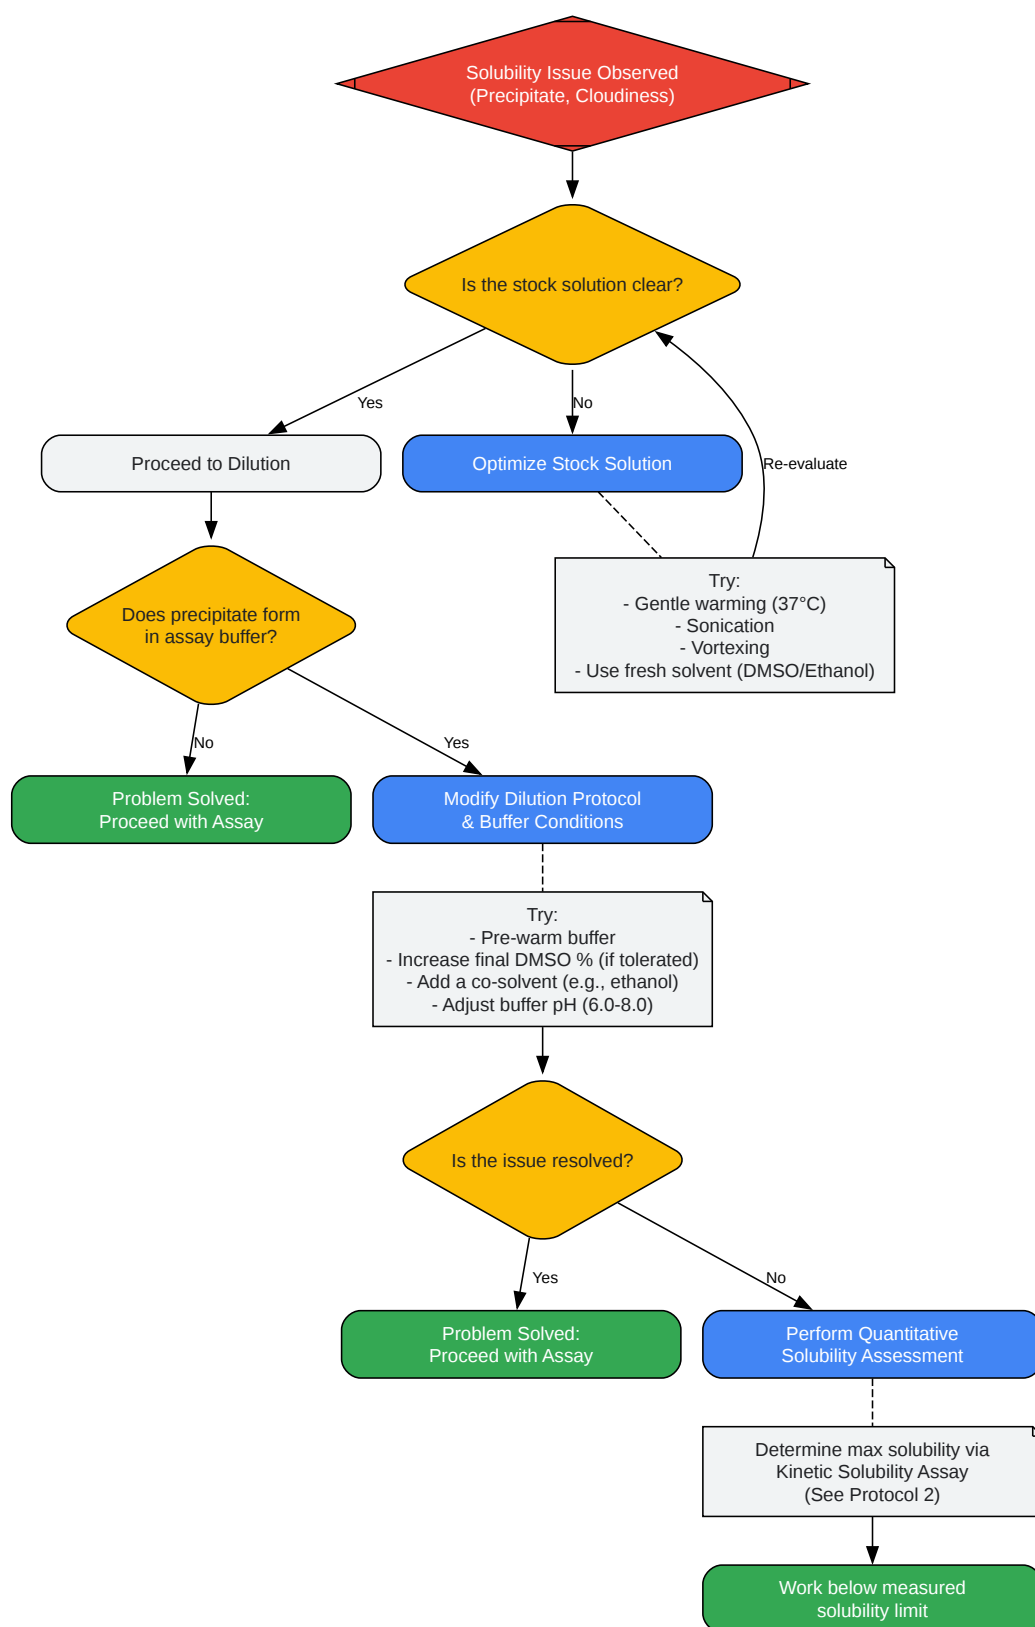 Solubility Issue Observed
(Precipitate, Cloudiness)
Is the stock solution clear?
Yes
No
Proceed to Dilution
Optimize Stock Solution
Re-evaluate
Try:
- Gentle warming (37°C)
- Sonication
- Vortexing
- Use fresh solvent (DMSO/Ethanol)
Does precipitate form
in assay buffer?
No
Yes
Problem Solved:
Proceed with Assay
Modify Dilution Protocol
& Buffer Conditions
Try:
- Pre-warm buffer
- Increase final DMSO % (if tolerated)
- Add a co-solvent (e.g., ethanol)
- Adjust buffer pH (6.0-8.0)
Is the issue resolved?
Yes
No
Problem Solved:
Proceed with Assay
Perform Quantitative
Solubility Assessment
Determine max solubility via
Kinetic Solubility Assay
(See Protocol 2)
Work below measured
solubility limit